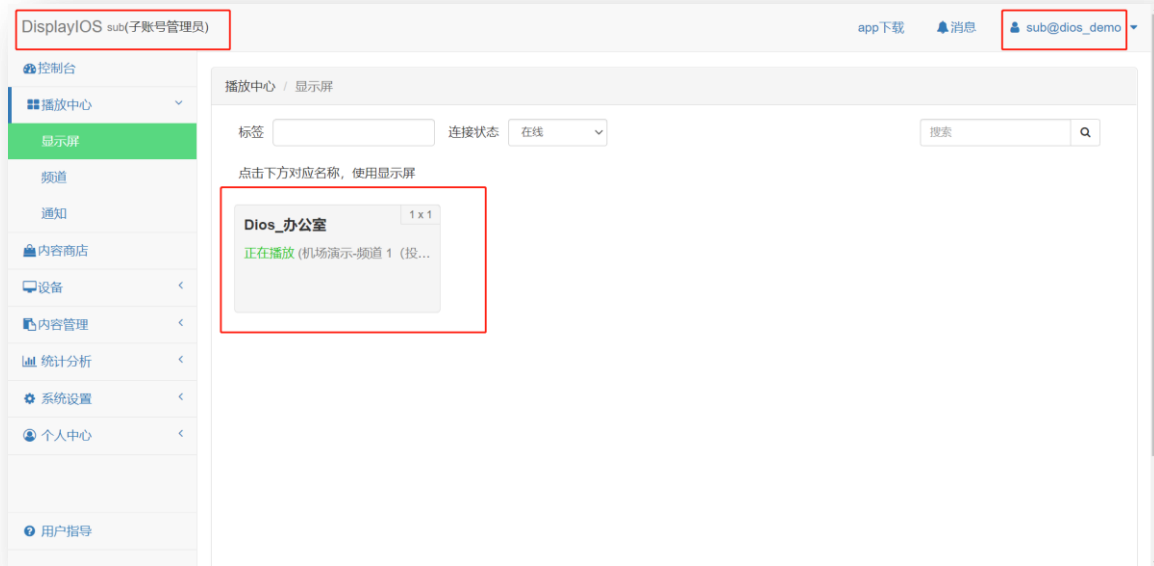 DisplayIOS sub(子账号管理员)
app下载 消息 sub@dios_demo
控制台
播放中心
显示屏
频道
通知
内容商店
设备
内容管理
统计分析
系统设置
个人中心
用户指导
播放中心 / 显示屏
标签 连接状态 在线 搜索
点击下方对应名称，使用显示屏
Dios_办公室 1 x 1
正在播放 (机场演示-频道 1（投...